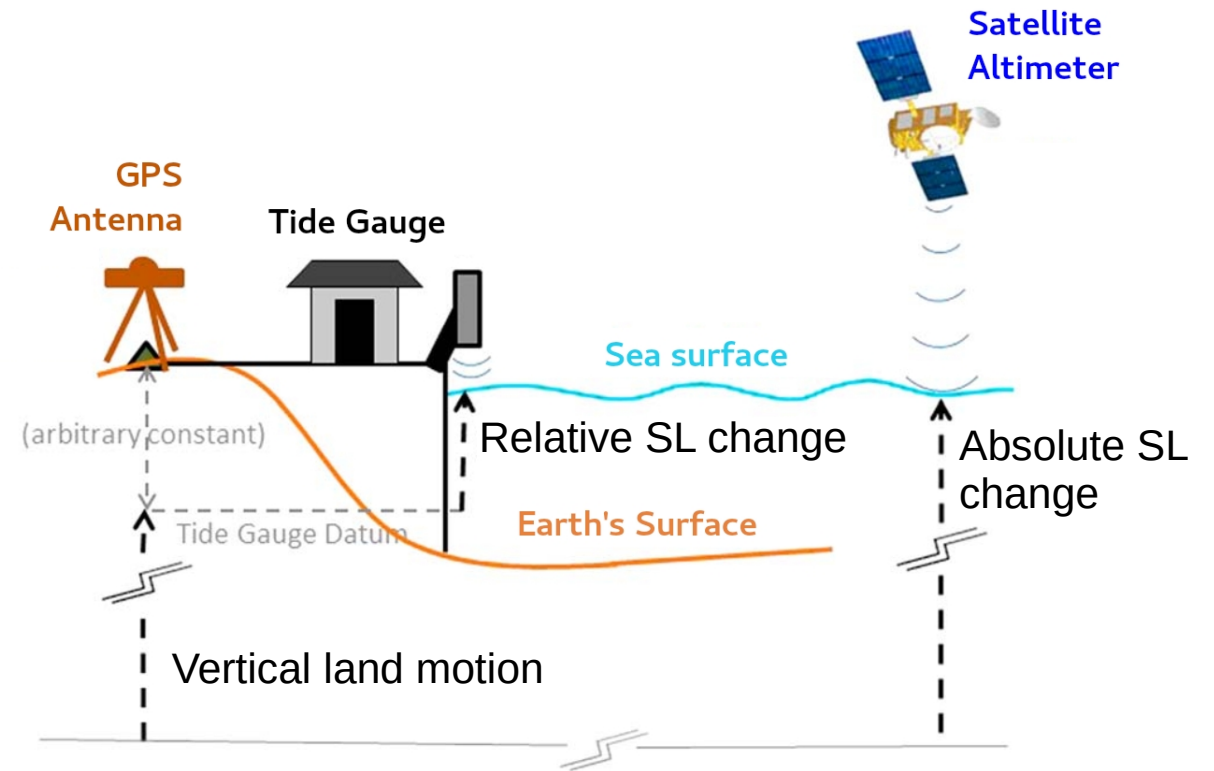 Satellite
Altimeter
GPS
Antenna
Tide Gauge
Sea surface
(arbitrary constant)
Relative SL change
Absolute SL
change
Tide Gauge Datum
Earth's Surface
Vertical land motion